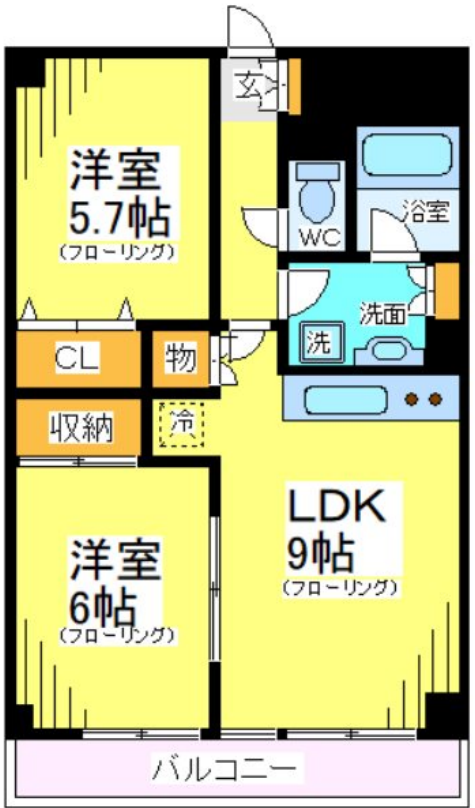 玄
洋室
5.7帖
(フローリング)
WC
浴室
洗面
洗
CL
物
収納
冷
LDK
9帖
(フローリング)
洋室
6帖
(フローリング)
バルコニー